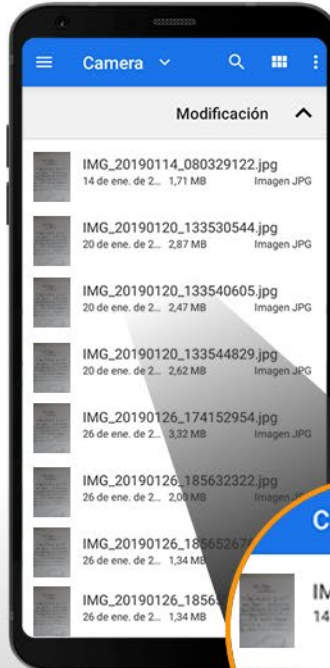 Camera
Modificación
IMG_20190114_080329122.jpg
14 de ene. de 2... 1,71 MB Imagen JPG
IMG_20190120_133530544.jpg
20 de ene. de 2... 2,87 MB Imagen JPG
IMG_20190120_133540605.jpg
20 de ene. de 2... 2,47 MB Imagen JPG
IMG_20190120_133544829.jpg
20 de ene. de 2... 2,62 MB Imagen JPG
IMG_20190126_174152954.jpg
26 de ene. de 2... 3,32 MB Imagen JPG
IMG_20190126_185632322.jpg
26 de ene. de 2... 2,00 MB Imagen
26 de ene. de 2... 1,34 MB
26 de ene. de 2... 1,34 MB
C
IM
14